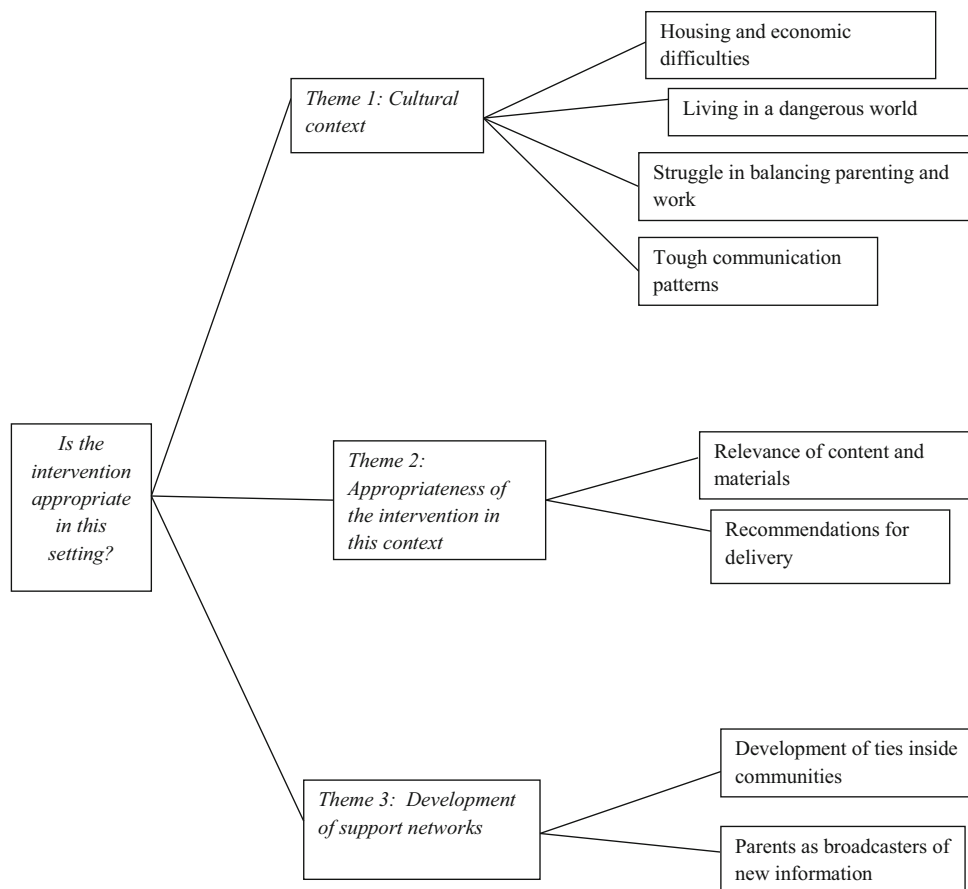 Housing and economic
difficulties
Theme 1: Cultural
context
Living in a dangerous world
Struggle in balancing parenting and
work
Tough communication
patterns
Is the
intervention
appropriate
in this
setting?
Theme 2:
Appropriateness of
the intervention in
this context
Relevance of content and
materials
Recommendations for
delivery
Theme 3:  Development
of support networks
Development of ties inside
communities
Parents as broadcasters of
new information